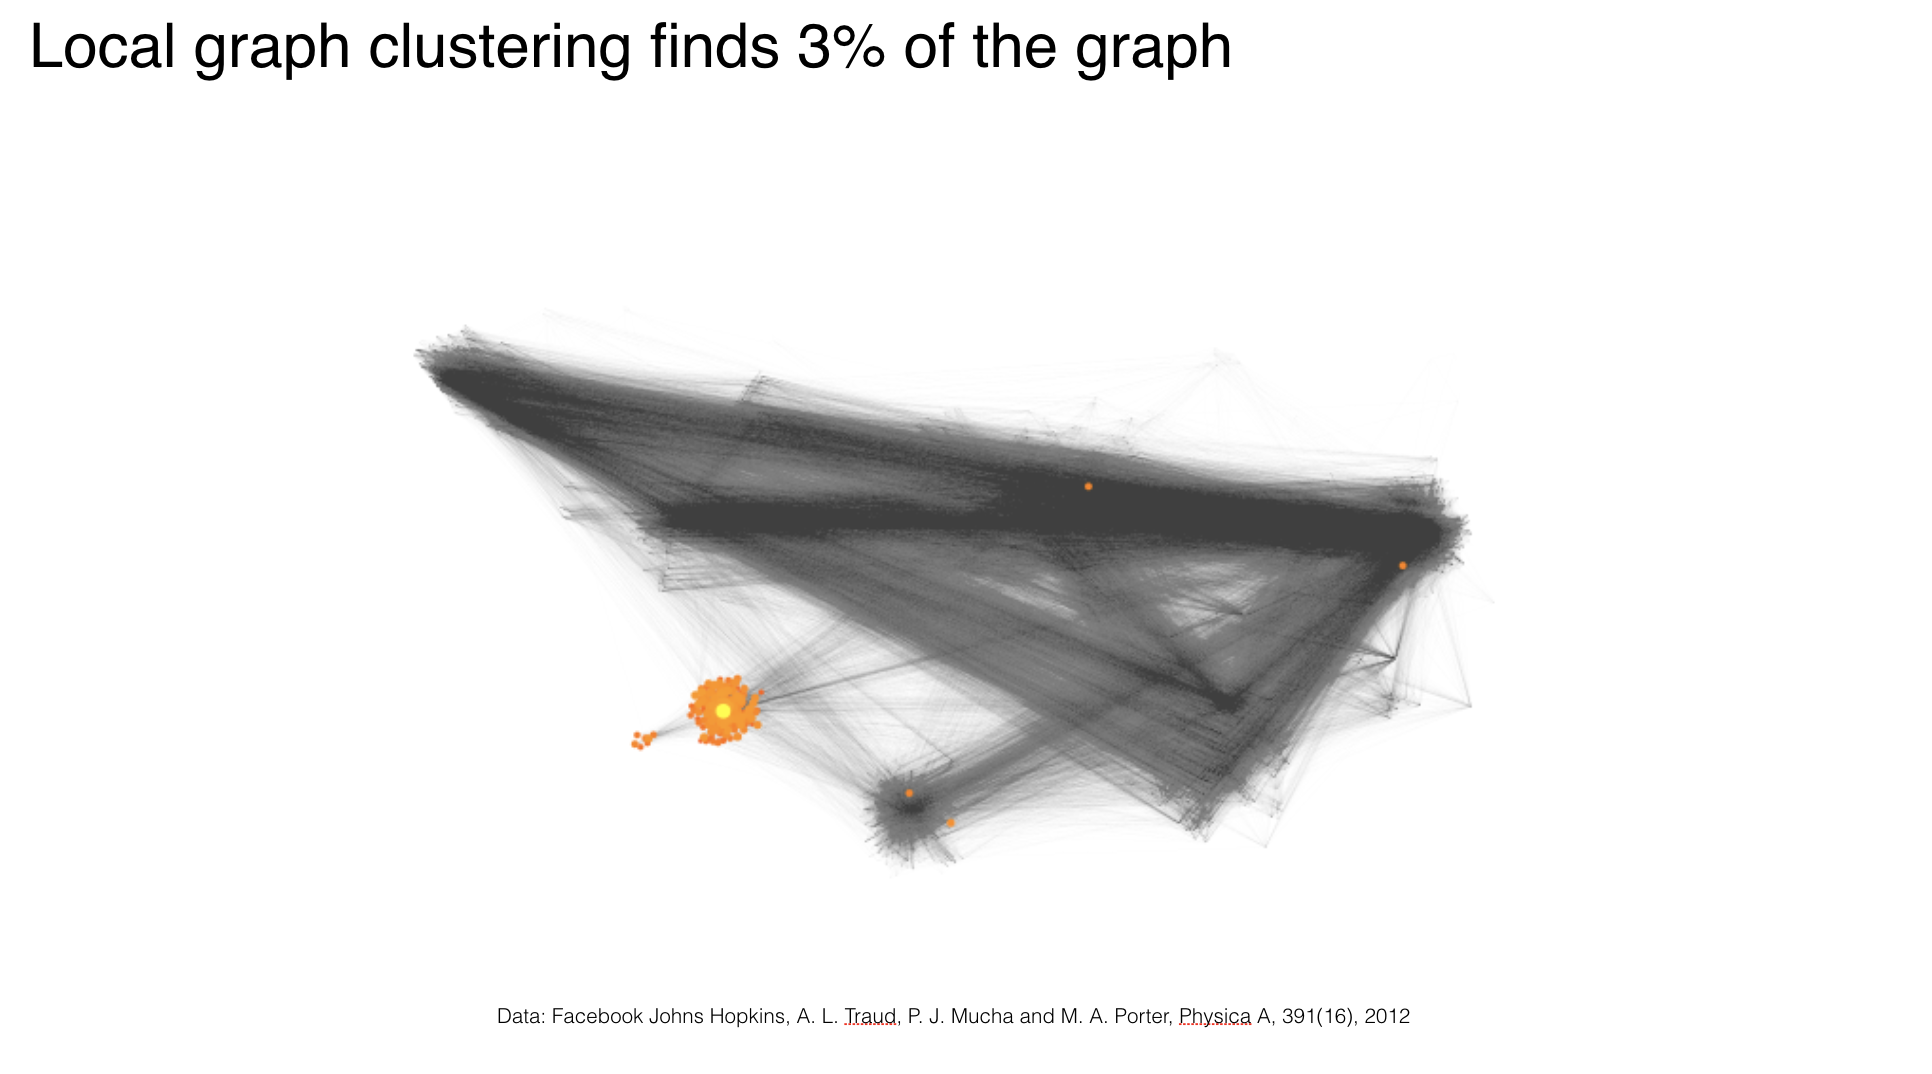 Local graph clustering finds 3% of the graph
Data: Facebook Johns Hopkins, A. L. Traud, P. J. Mucha and M. A. Porter, Physica A, 391(16), 2012